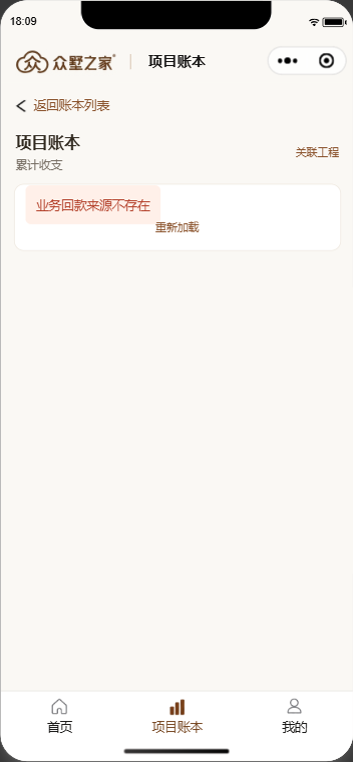 18:09
众墅之家 项目账本
返回账本列表
项目账本
关联工程
累计收支
业务回款来源不存在
重新加载
首页 项目账本 我的